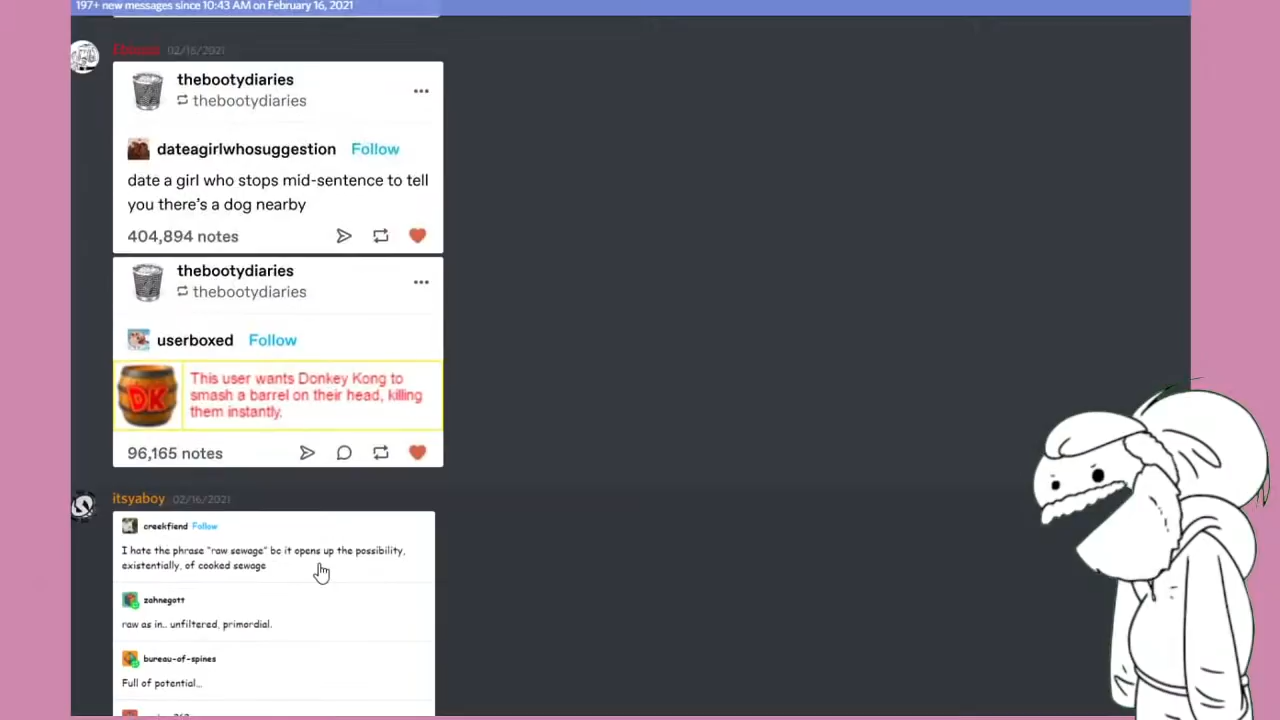 197+ new messages since 10:43 AM on February 16, 2021
02/16/2021
thebootydiaries
thebootydiaries
dateagirlwhosuggestion Follow
date a girl who stops mid-sentence to tell
you there's a dog nearby
404,894 notes
thebootydiaries
thebootydiaries
userboxed Follow
DK
This user wants Donkey Kong to
smash a barrel on their head, killing
them instantly.
96,165 notes
itsyaboy 02/16/2021
creekfiend Follow
I hate the phrase "raw sewage" bc it opens up the possibility,
existentially, of cooked sewage
zahnegott
raw as in.. unfiltered, primordial.
bureau-of-spines
Full of potential...